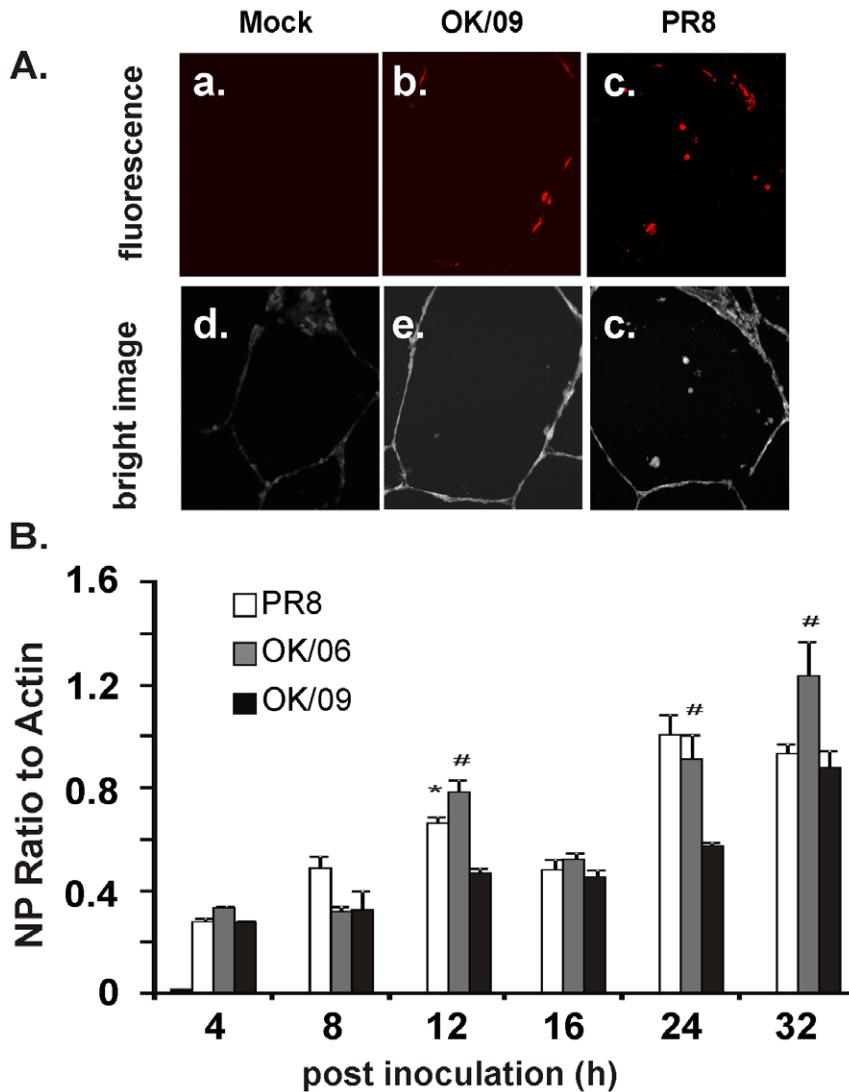 Mock OK/09 PR8
A.
fluorescence
a. b. c.
bright image
d. e. c.
B.
NP Ratio to Actin
1.6
1.2
0.8
0.4
0
PR8
OK/06
OK/09
* # # #
4 8 12 16 24 32
post inoculation (h)